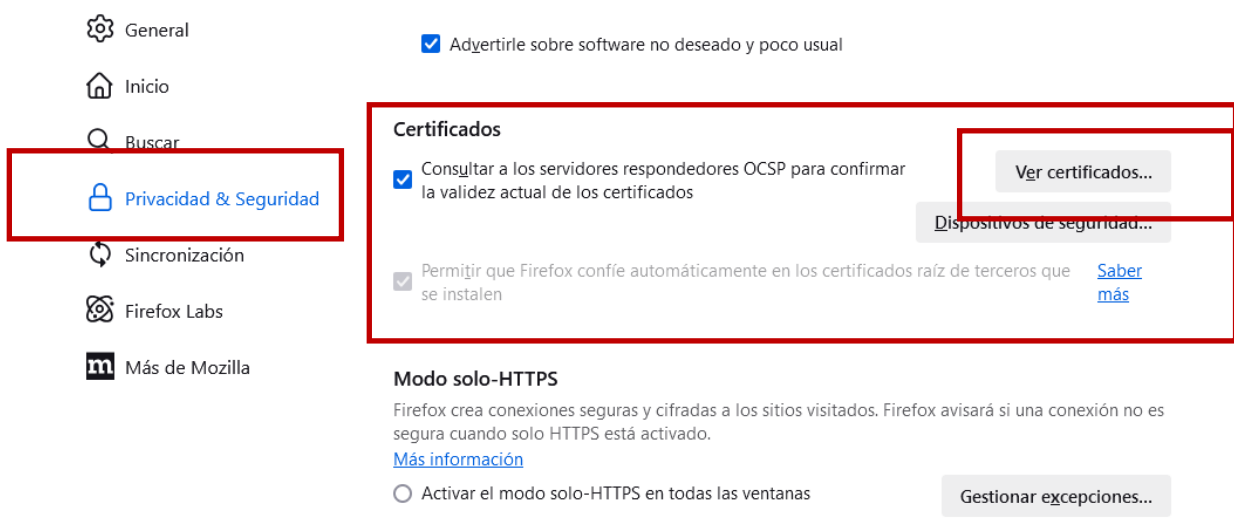 General
Inicio
Buscar
Privacidad & Seguridad
Sincronización
Firefox Labs
Más de Mozilla
Advertirle sobre software no deseado y poco usual
Certificados
Consultar a los servidores respondedores OCSP para confirmar
la validez actual de los certificados
Ver certificados...
Dispositivos de seguridad...
Permitir que Firefox confíe automáticamente en los certificados raíz de terceros que
se instalen
Saber
más
Modo solo-HTTPS
Firefox crea conexiones seguras y cifradas a los sitios visitados. Firefox avisará si una conexión no es
segura cuando solo HTTPS está activado.
Más información
Activar el modo solo-HTTPS en todas las ventanas
Gestionar excepciones...